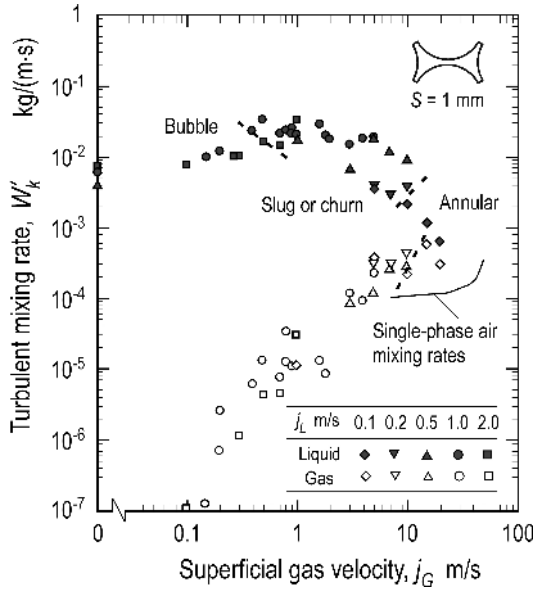 Turbulent mixing rate, W'k kg/(m·s)
1
10⁻¹
10⁻²
10⁻³
10⁻⁴
10⁻⁵
10⁻⁶
10⁻⁷
S = 1 mm
Bubble
Slug or churn
Annular
Single-phase air
mixing rates
jL m/s 0.1 0.2 0.5 1.0 2.0
Liquid
Gas
0 0.1 1 10 100
Superficial gas velocity, jG m/s